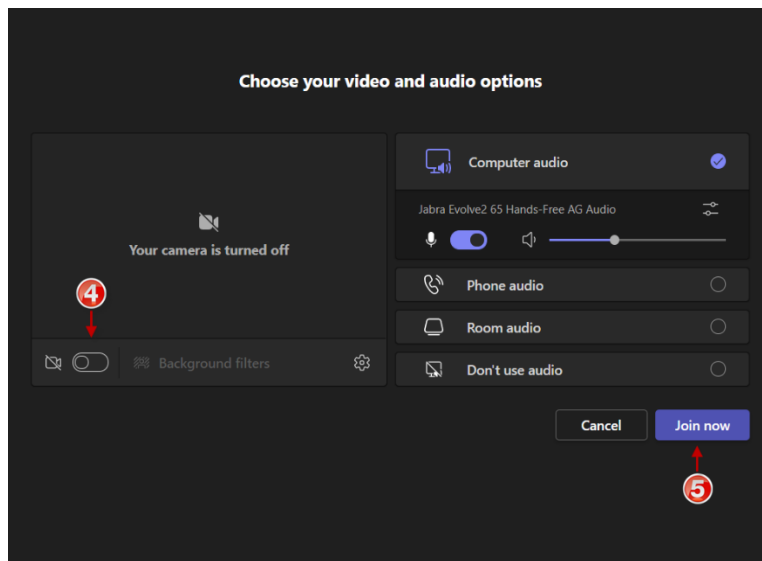 Choose your video and audio options
Your camera is turned off
4
Background filters
Computer audio
Jabra Evolve2 65 Hands-Free AG Audio
Phone audio
Room audio
Don't use audio
Cancel
Join now
5